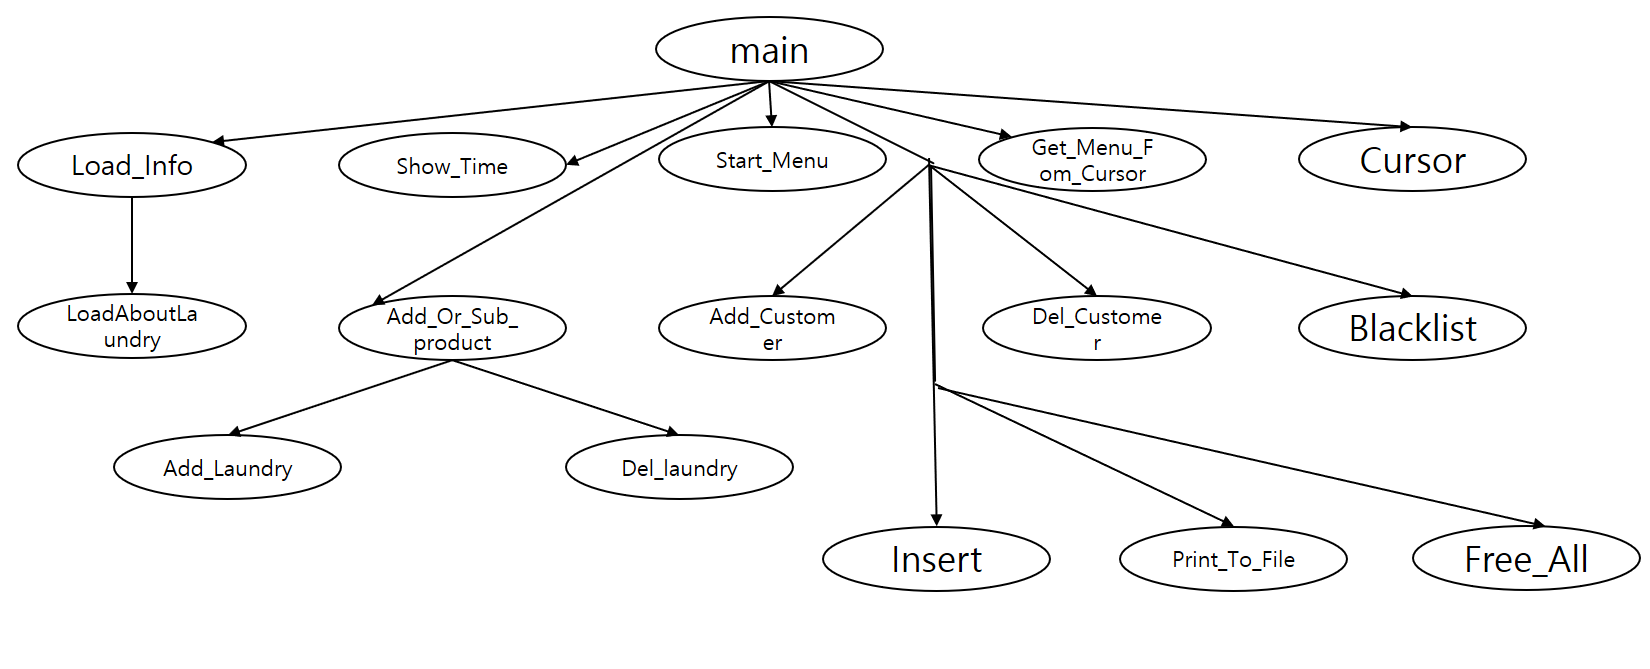 main
Load_Info
Show_Time
Start_Menu
Get_Menu_F
om_Cursor
Cursor
LoadAboutLa
undry
Add_Or_Sub_
product
Add_Custom
er
Del_Custome
r
Blacklist
Add_Laundry
Del_laundry
Insert
Print_To_File
Free_All